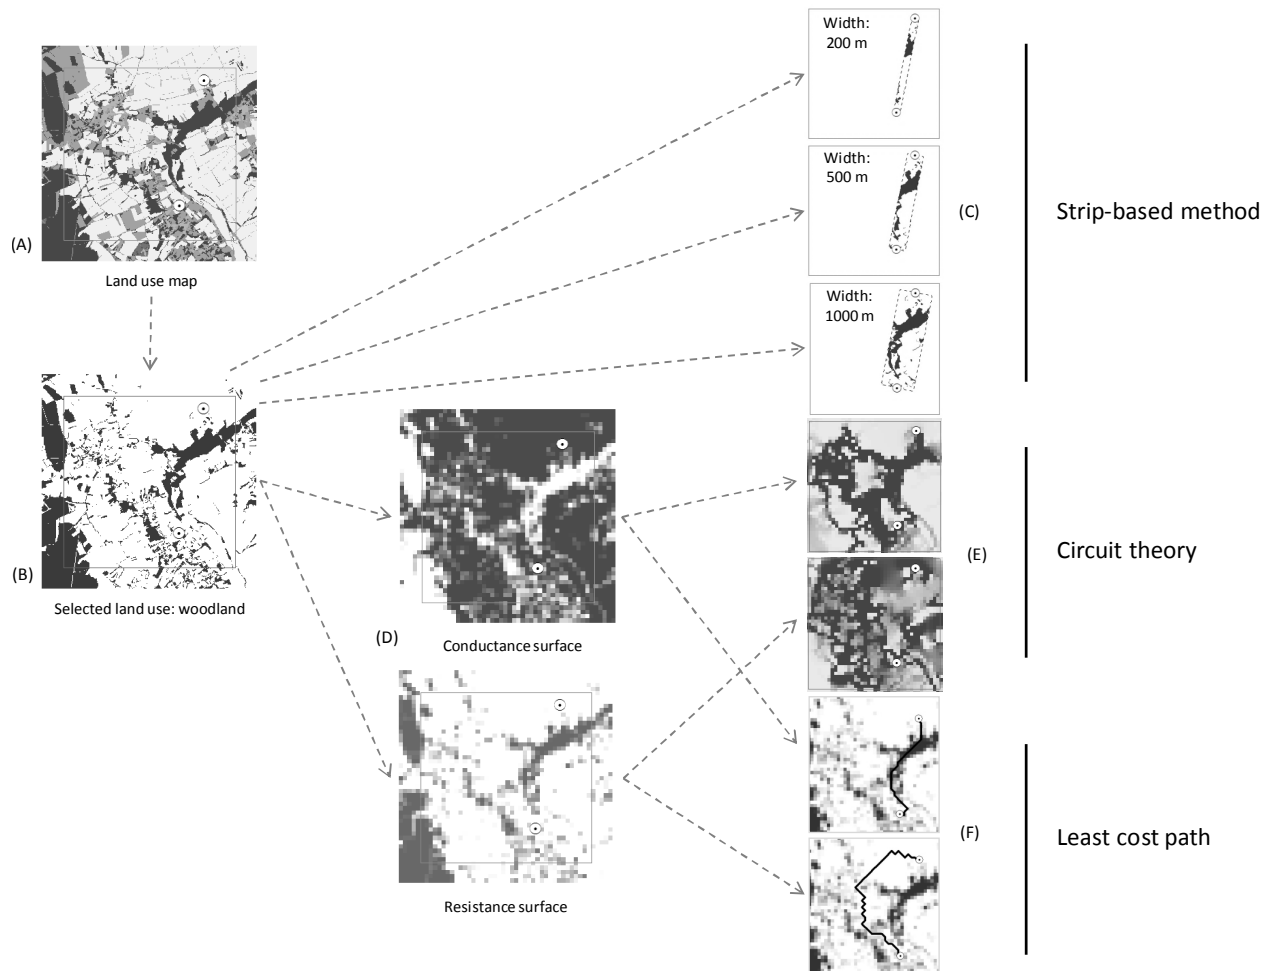 (A)
Land use map
(B)
Selected land use: woodland
(D)
Conductance surface
Resistance surface
Width:
200 m
Width:
500 m
Width:
1000 m
(C)
Strip-based method
(E)
Circuit theory
(F)
Least cost path